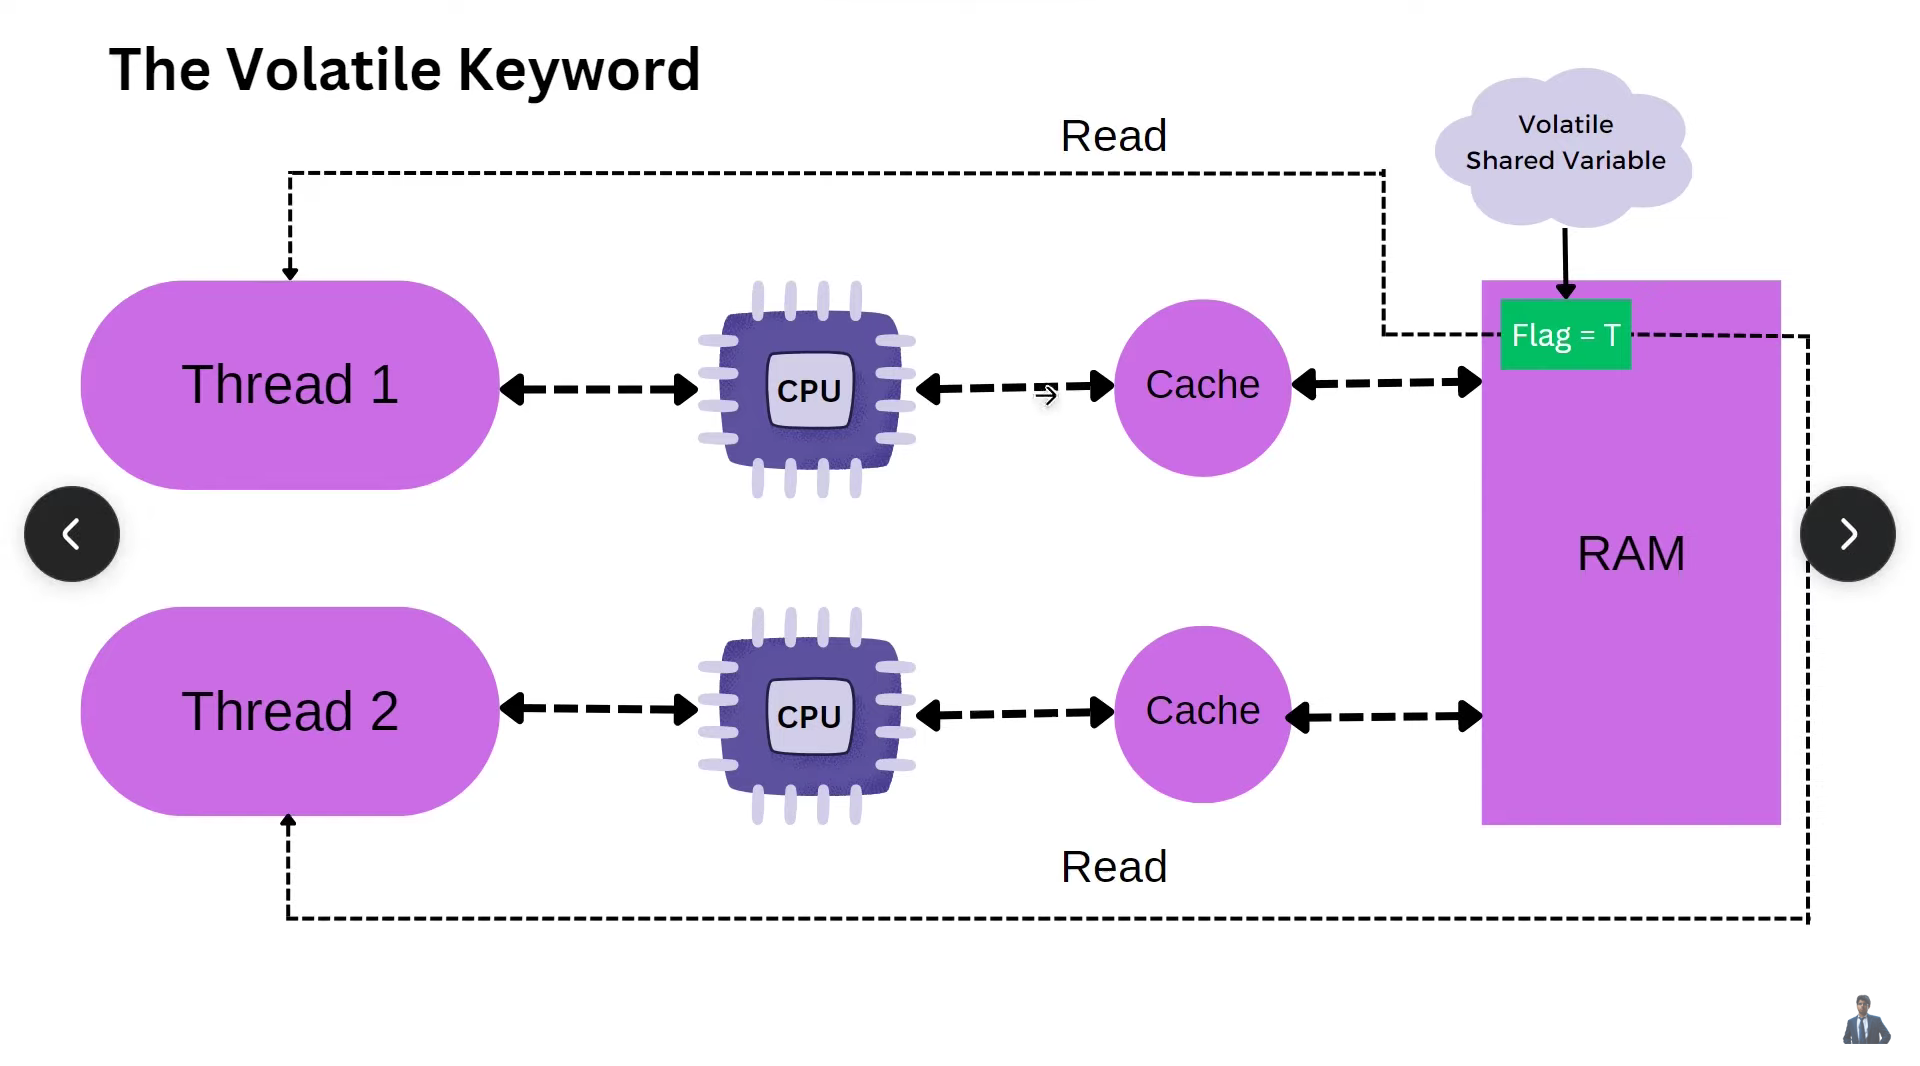 The Volatile Keyword
Read
Volatile
Shared Variable
Flag = T
Thread 1
CPU
Cache
RAM
Thread 2
CPU
Cache
Read